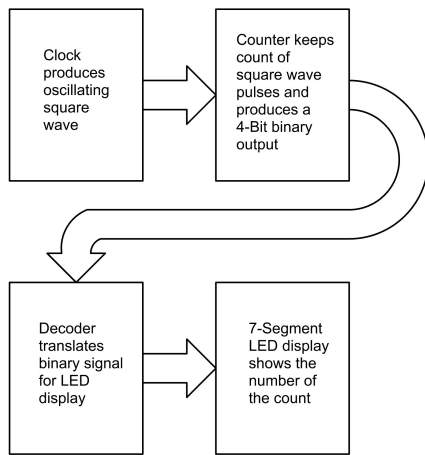 Clock
produces
oscillating
square
wave
Counter keeps
count of
square wave
pulses and
produces a
4-Bit binary
output
Decoder
translates
binary signal
for LED
display
7-Segment
LED display
shows the
number of
the count